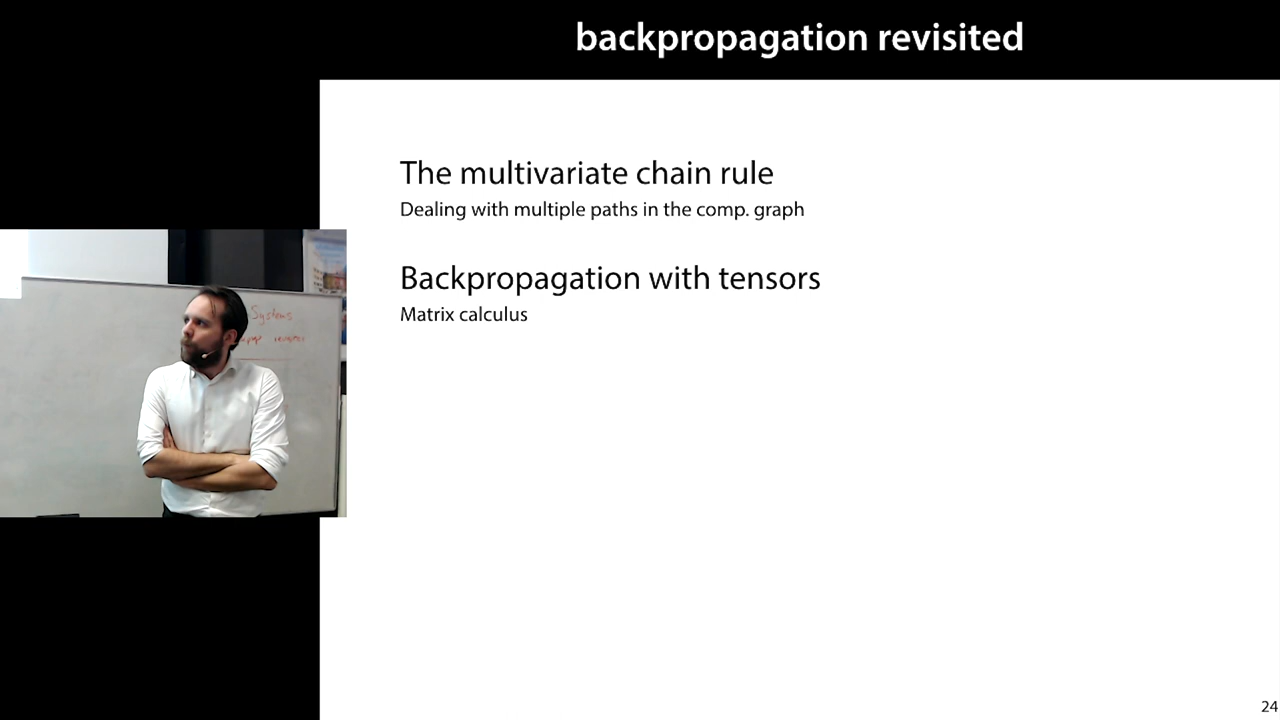 backpropagation revisited
The multivariate chain rule
Dealing with multiple paths in the comp. graph
Backpropagation with tensors
Matrix calculus
Systems
24